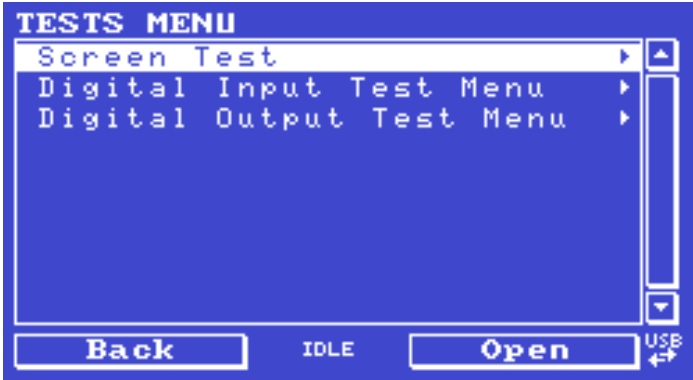 TESTS MENU
Screen Test
Digital Input Test Menu
Digital Output Test Menu
Back IDLE Open USB